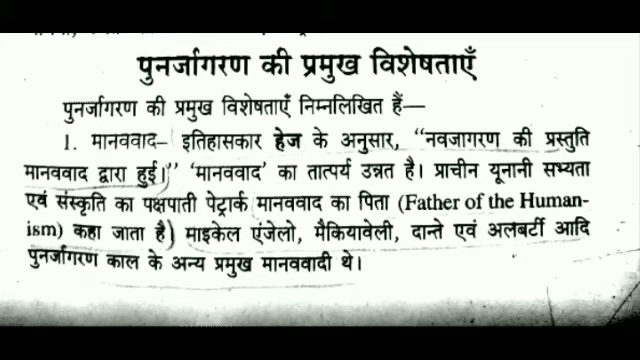 पुनर्जागरण की प्रमुख विशेषताएँ
पुनर्जागरण की प्रमुख विशेषताएँ निम्नलिखित हैं—
1. मानववाद– इतिहासकार हेज के अनुसार, “नवजागरण की प्रस्तुति
मानववाद द्वारा हुई।” ‘मानववाद’ का तात्पर्य उन्नत है। प्राचीन यूनानी सभ्यता
एवं संस्कृति का पक्षपाती पेट्रार्क मानववाद का पिता (Father of the Human-
ism) कहा जाता है) माइकेल एंजेलो, मैकियावेली, दान्ते एवं अलबर्टी आदि
पुनर्जागरण काल के अन्य प्रमुख मानववादी थे।